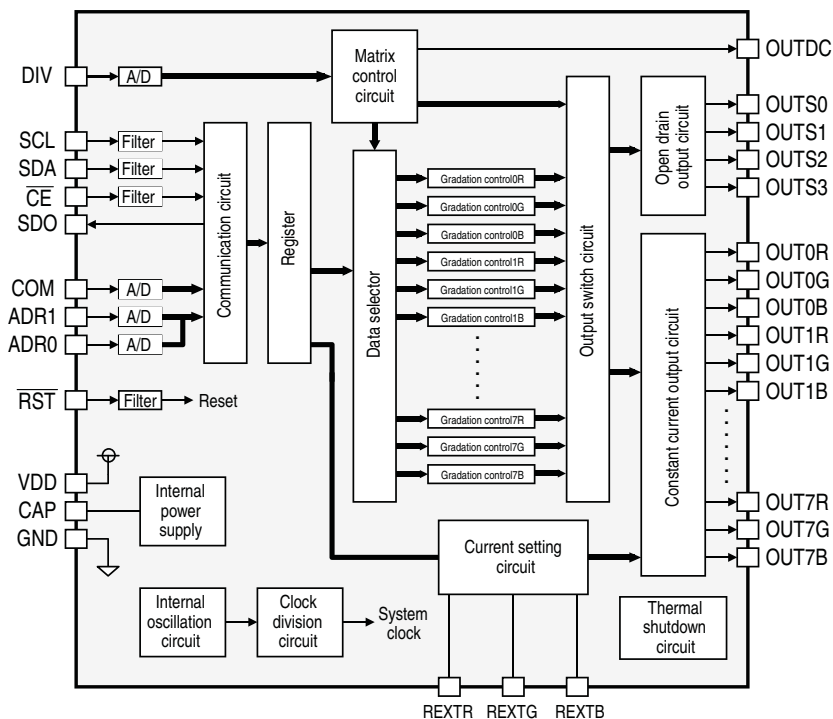 DIV
A/D
Matrix
control
circuit
OUTDC
SCL
Filter
SDA
Filter
CE
Filter
SDO
COM
A/D
ADR1
A/D
ADR0
A/D
RST
Filter
Reset
Communication circuit
Register
Data selector
Gradation control0R
Gradation control0G
Gradation control0B
Gradation control1R
Gradation control1G
Gradation control1B
Gradation control7R
Gradation control7G
Gradation control7B
Output switch circuit
Open drain
output circuit
OUTS0
OUTS1
OUTS2
OUTS3
Constant current output circuit
OUT0R
OUT0G
OUT0B
OUT1R
OUT1G
OUT1B
OUT7R
OUT7G
OUT7B
VDD
CAP
GND
Internal
power
supply
Current setting
circuit
Internal
oscillation
circuit
Clock
division
circuit
System
clock
Thermal
shutdown
circuit
REXTR
REXTG
REXTB